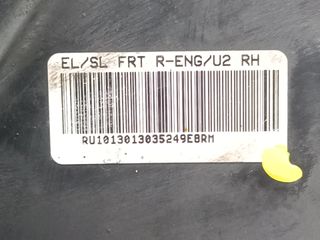 EL/SL FRT R-ENG/U2 RH
RU1013013035249E8RM